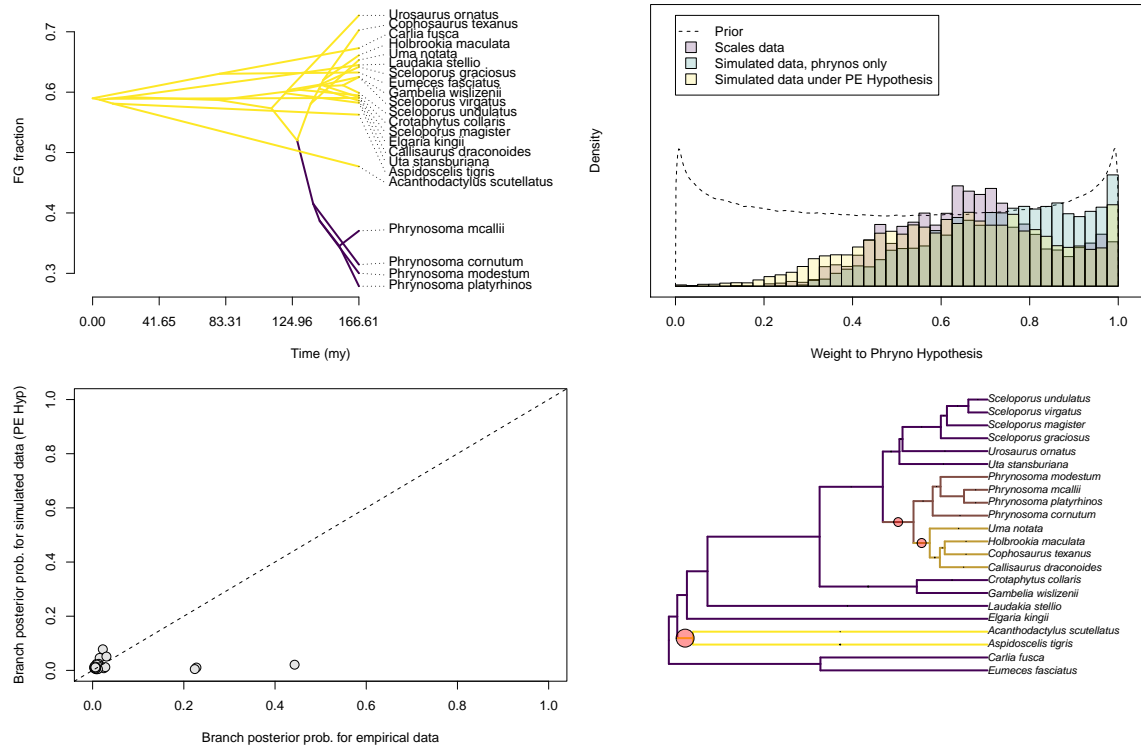 FG fraction
0.7
0.6
0.5
0.4
0.3
Urosaurus ornatus
Cophosaurus texanus
Carlia fusca
Holbrookia maculata
Uma notata
Laudakia stellio
Sceloporus graciosus
Eumeces fasciatus
Gambelia wislizenii
Sceloporus virgatus
Sceloporus undulatus
Crotaphytus collaris
Sceloporus magister
Elgaria kingii
Callisaurus draconoides
Uta stansburiana
Aspidoscelis tigris
Acanthodactylus scutellatus
Phrynosoma mcallii
Phrynosoma cornutum
Phrynosoma modestum
Phrynosoma platyrhinos
0.00 41.65 83.31 124.96 166.61
Time (my)
Prior
Scales data
Simulated data, phrynos only
Simulated data under PE Hypothesis
Density
0.0 0.2 0.4 0.6 0.8 1.0
Weight to Phryno Hypothesis
Branch posterior prob. for simulated data (PE Hyp)
1.0
0.8
0.6
0.4
0.2
0.0
0.0 0.2 0.4 0.6 0.8 1.0
Branch posterior prob. for empirical data
Sceloporus undulatus
Sceloporus virgatus
Sceloporus magister
Sceloporus graciosus
Urosaurus ornatus
Uta stansburiana
Phrynosoma modestum
Phrynosoma mcallii
Phrynosoma platyrhinos
Phrynosoma cornutum
Uma notata
Holbrookia maculata
Cophosaurus texanus
Callisaurus draconoides
Crotaphytus collaris
Gambelia wislizenii
Laudakia stellio
Elgaria kingii
Acanthodactylus scutellatus
Aspidoscelis tigris
Carlia fusca
Eumeces fasciatus